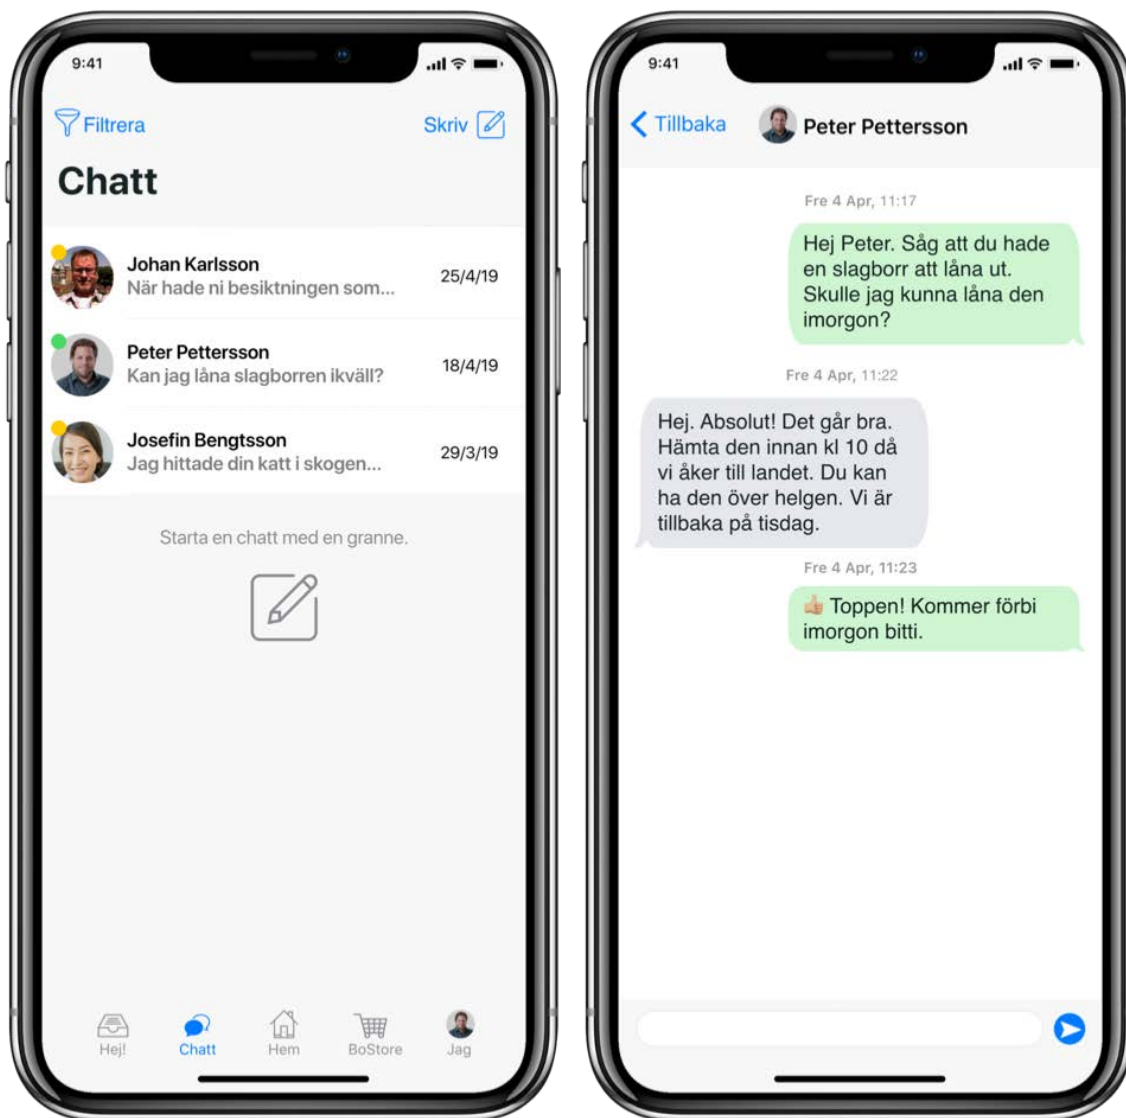 9:41
Filtrera
Skriv
Chatt
Johan Karlsson
När hade ni besiktningen som...
25/4/19
Peter Pettersson
Kan jag låna slagborren ikväll?
18/4/19
Josefin Bengtsson
Jag hittade din katt i skogen...
29/3/19
Starta en chatt med en granne.
Hej!
Chatt
Hem
BoStore
Jag
9:41
Tillbaka
Peter Pettersson
Fre 4 Apr, 11:17
Hej Peter. Såg att du hade
en slagborr att låna ut.
Skulle jag kunna låna den
imorgon?
Fre 4 Apr, 11:22
Hej. Absolut! Det går bra.
Hämta den innan kl 10 då
vi åker till landet. Du kan
ha den över helgen. Vi är
tillbaka på tisdag.
Fre 4 Apr, 11:23
👍🏼 Toppen! Kommer förbi
imorgon bitti.